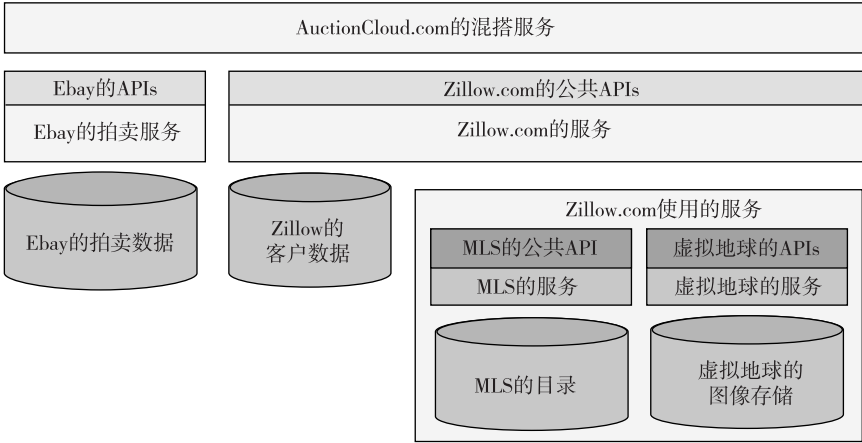 AuctionCloud.com的混搭服务
Ebay的APIs
Zillow.com的公共APIs
Ebay的拍卖服务
Zillow.com的服务
Ebay的拍卖数据
Zillow的
客户数据
Zillow.com使用的服务
MLS的公共API
虚拟地球的APIs
MLS的服务
虚拟地球的服务
MLS的目录
虚拟地球的
图像存储